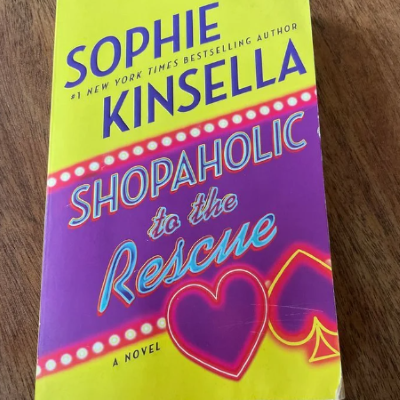 SOPHIE
#1 NEW YORK TIMES BESTSELLING AUTHOR
KINSELLA
SHOPAHOLIC
to the
Rescue
A NOVEL